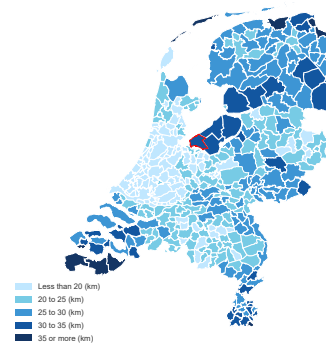 Less than 20 (km)
20 to 25 (km)
25 to 30 (km)
30 to 35 (km)
35 or more (km)